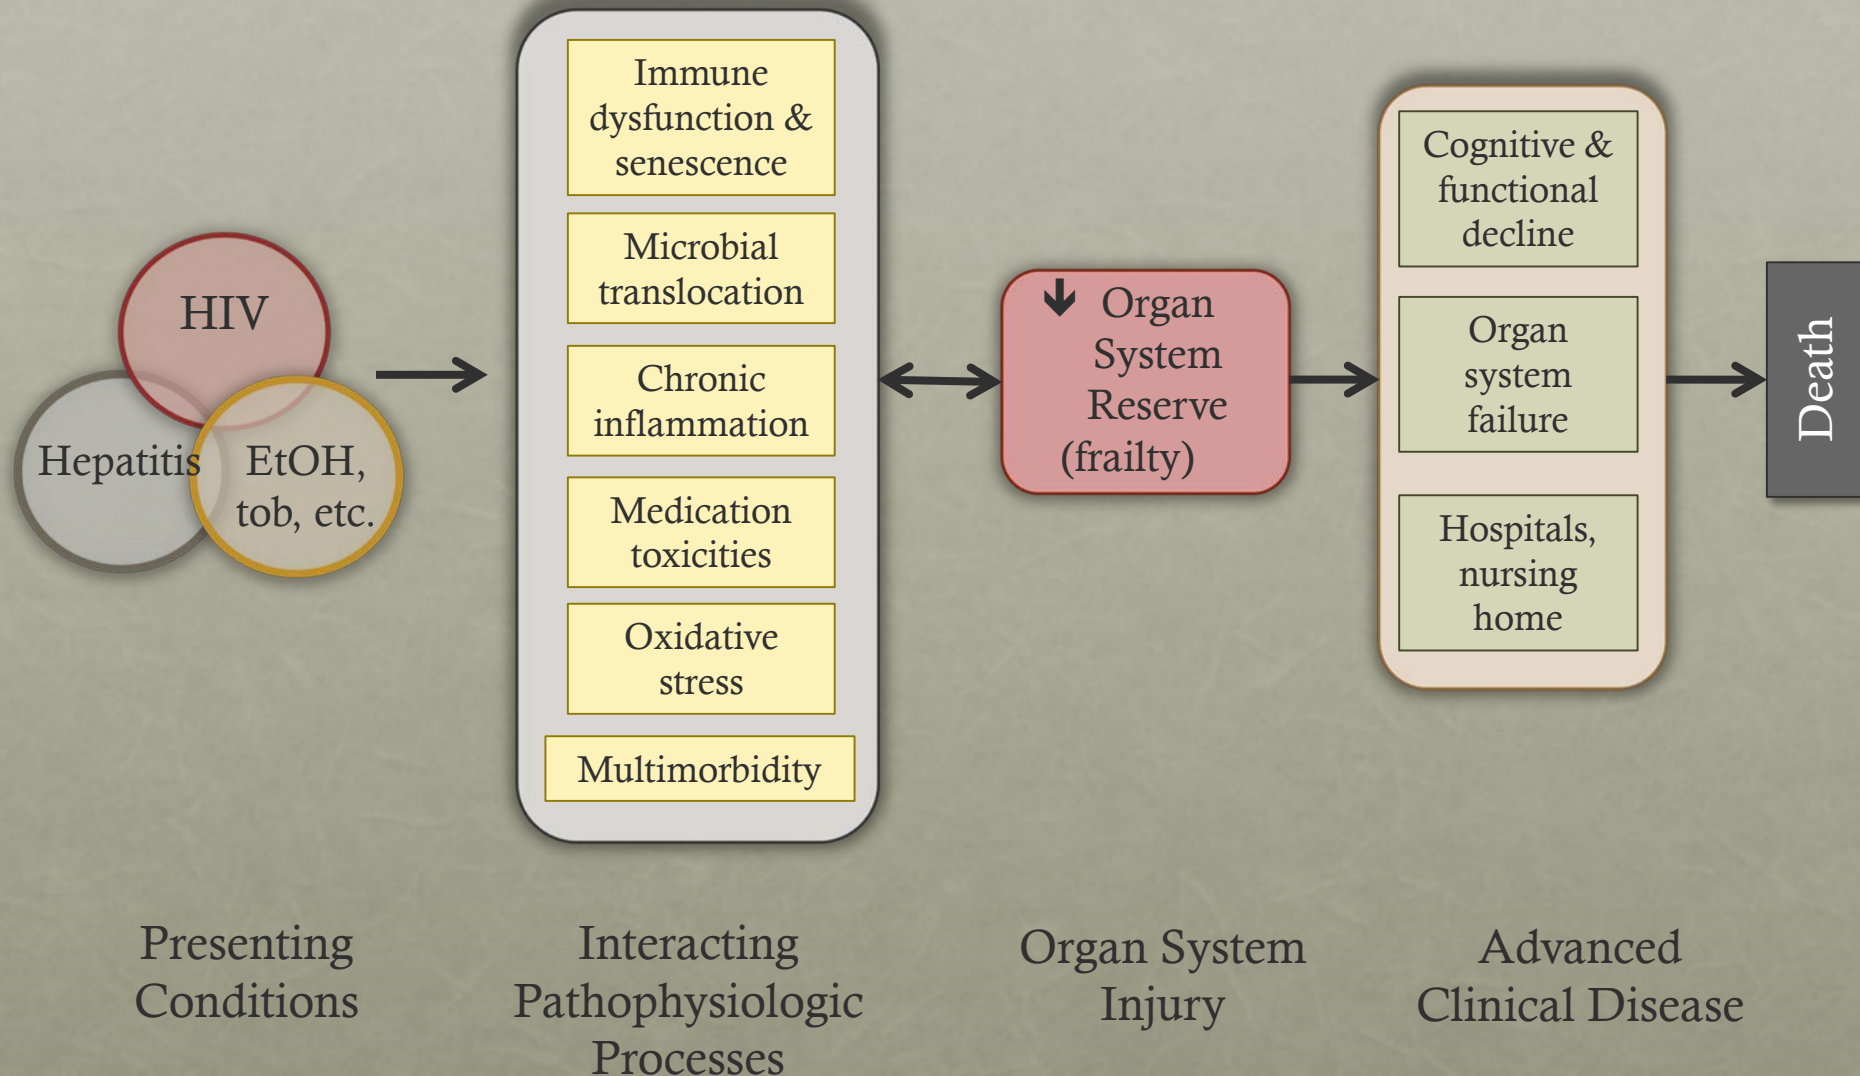 HIV
Hepatitis
EtOH,
tob, etc.
Immune
dysfunction &
senescence
Microbial
translocation
Chronic
inflammation
Medication
toxicities
Oxidative
stress
Multimorbidity
Organ
System
Reserve
(frailty)
Cognitive &
functional
decline
Organ
system
failure
Hospitals,
nursing
home
Death
Presenting
Conditions
Interacting
Pathophysiologic
Processes
Organ System
Injury
Advanced
Clinical Disease